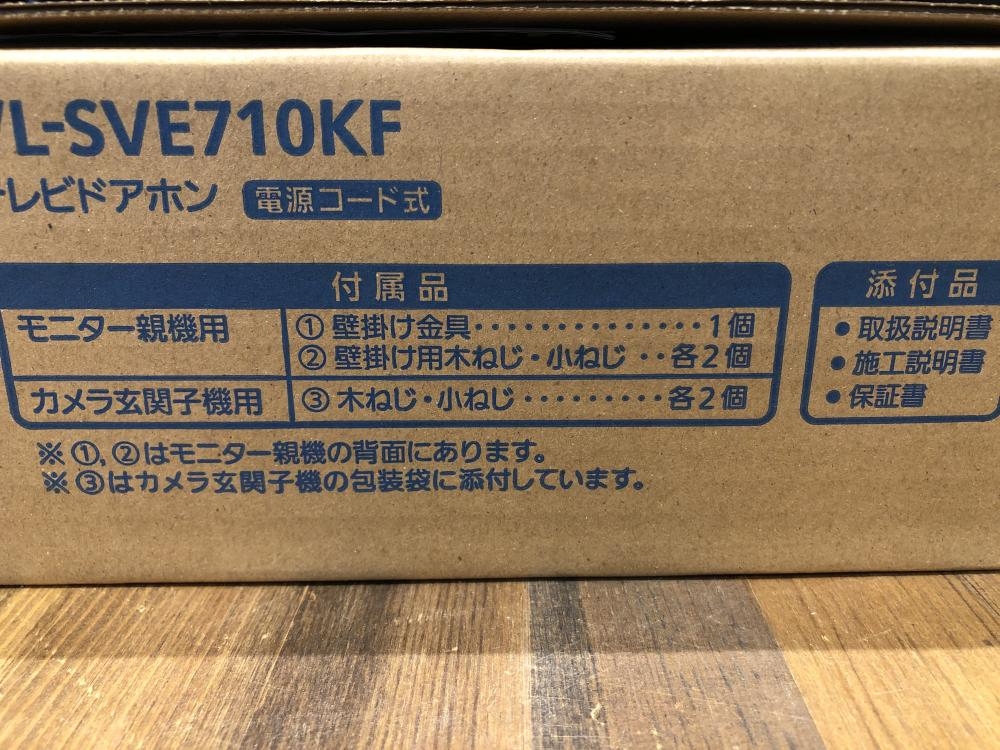 VL-SVE710KF
テレビドアホン 電源コード式
付属品
モニター親機用
① 壁掛け金具・・・・・・・・・・・・・・・1個
② 壁掛け用木ねじ・小ねじ ・・各2個
カメラ玄関子機用
③ 木ねじ・小ねじ・・・・・・・・・各2個
※①,②はモニター親機の背面にあります。
※③はカメラ玄関子機の包装袋に添付しています。
添付品
●取扱説明書
●施工説明書
●保証書